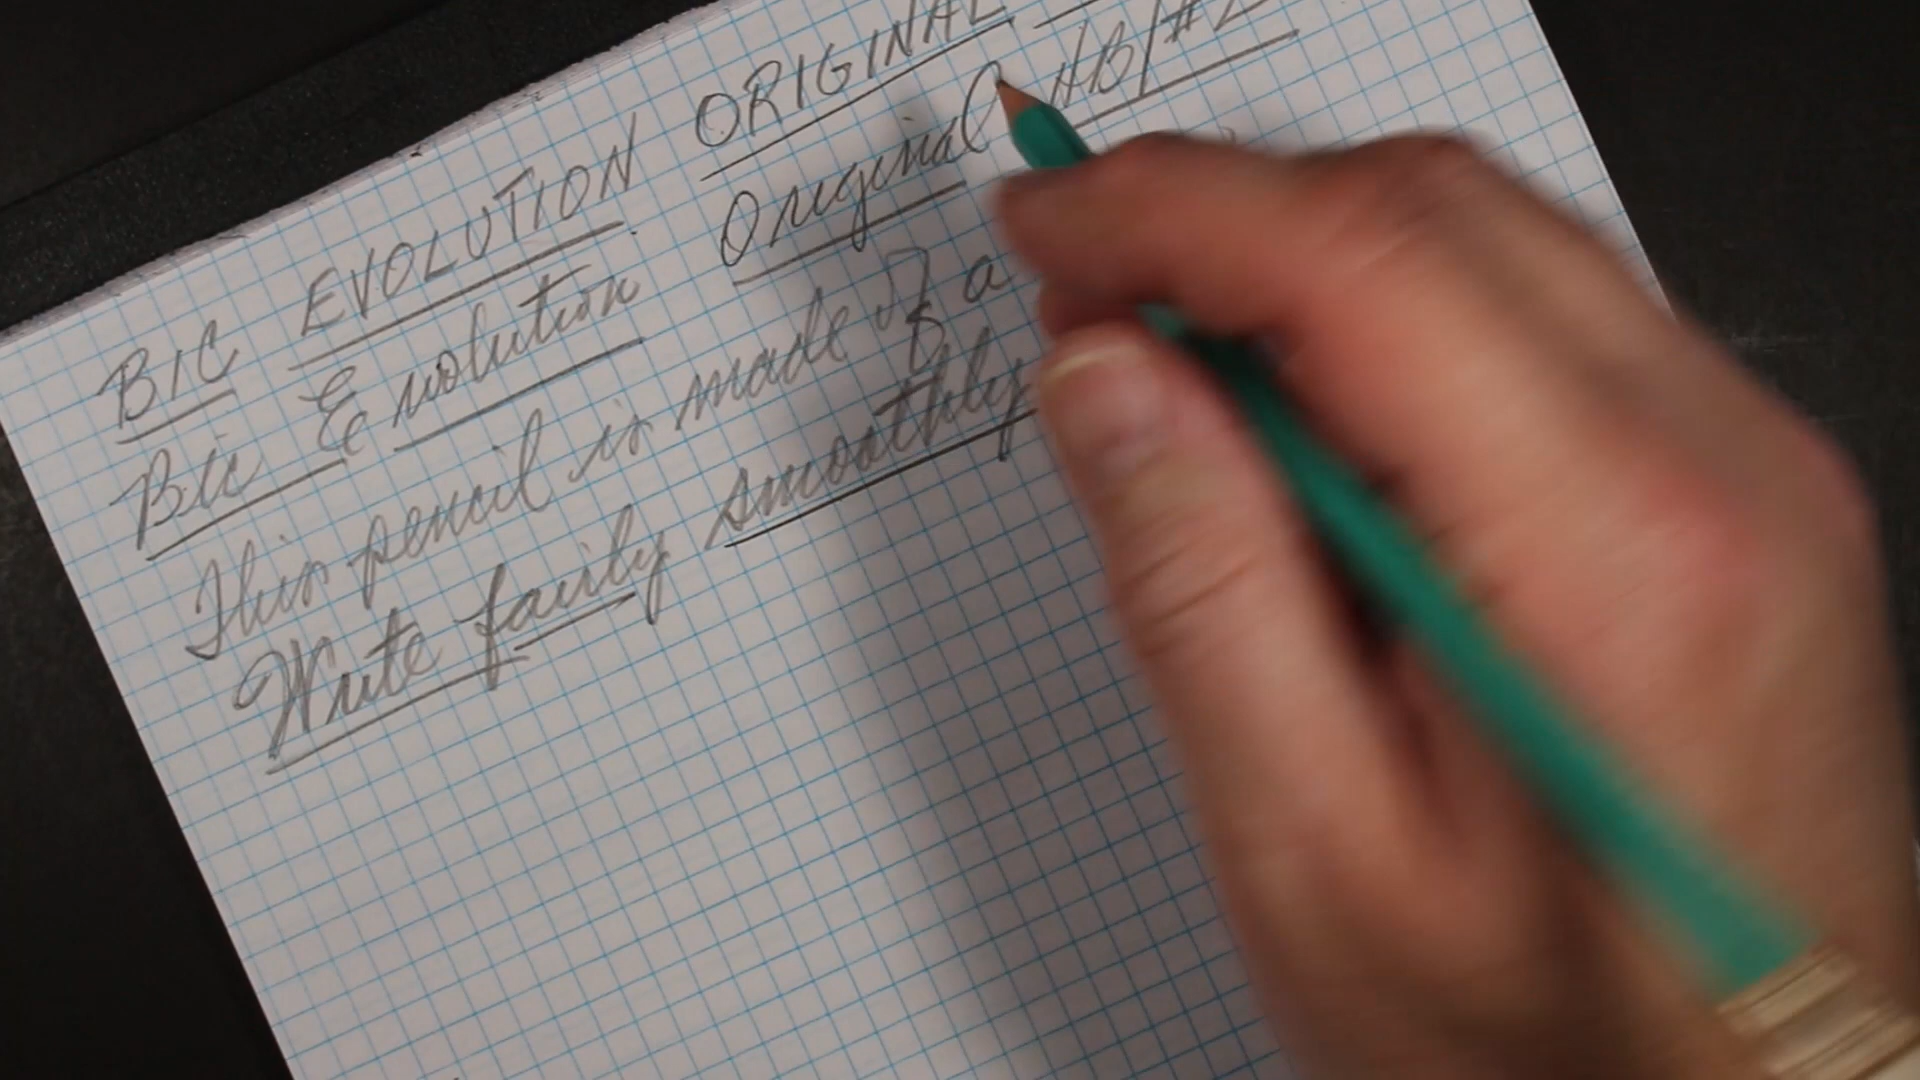 BIC EVOLUTION ORIGINAL
Bic Evolution Original HB/#2
This pencil is made of a
Write fairly smoothly